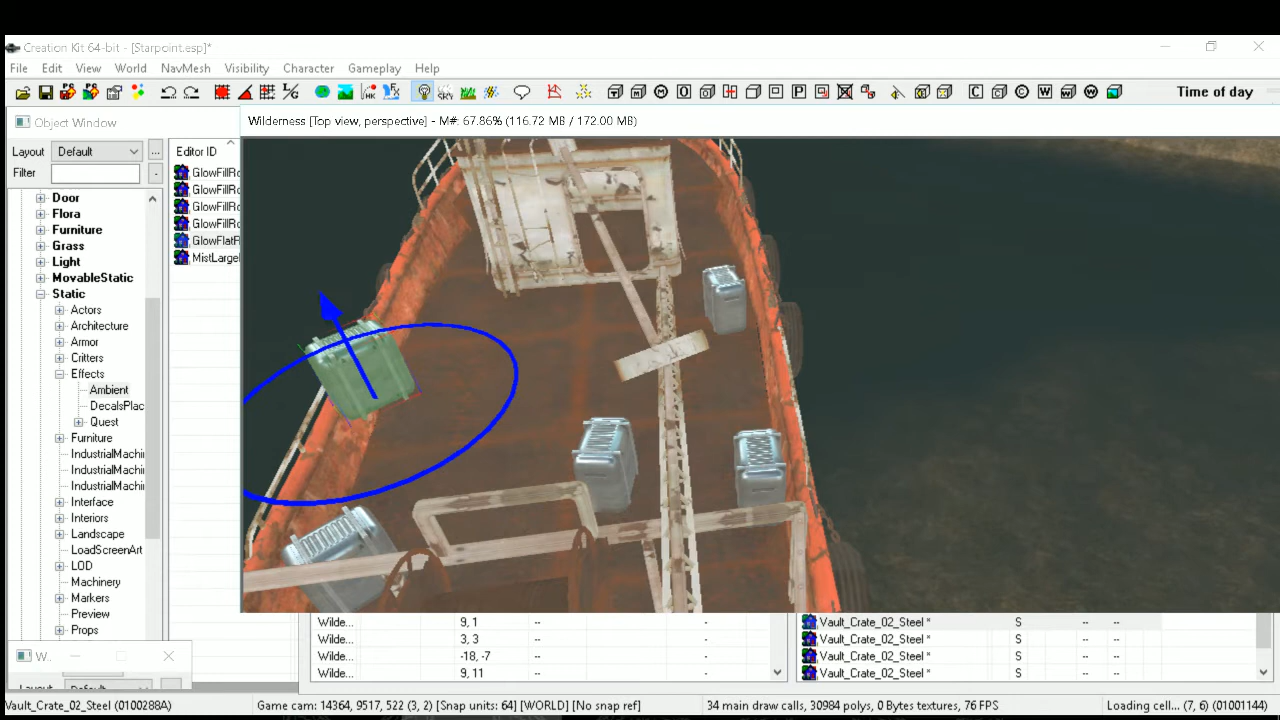 Creation Kit 64-bit - [Starpoint.esp]*
File Edit View World NavMesh Visibility Character Gameplay Help
Time of day
Object Window
Wilderness [Top view, perspective] - M#: 67.86% (116.72 MB / 172.00 MB)
Layout Default ... Editor ID
Filter -
GlowFillRo
GlowFillRo
GlowFillRo
GlowFillRo
GlowFlatR
MistLargeI
Door
Flora
Furniture
Grass
Light
MovableStatic
Static
Actors
Architecture
Armor
Critters
Effects
Ambient
DecalsPlac
Quest
Furniture
IndustrialMachi
IndustrialMachi
IndustrialMachi
Interface
Interiors
Landscape
LoadScreenArt
LOD
Machinery
Markers
Preview
Props
Wilde... 9, 1 -- -
Wilde... 3, 3 -- -
Wilde... -18, -7 -- -
Wilde... 9, 11 -- -
Vault_Crate_02_Steel * S -- --
Vault_Crate_02_Steel * S -- --
Vault_Crate_02_Steel * S -- --
Vault_Crate_02_Steel * S -- --
W..
Vault_Crate_02_Steel (0100288A) Game cam: 14364, 9517, 522 (3, 2) [Snap units: 64] [WORLD] [No snap ref] 34 main draw calls, 30984 polys, 0 Bytes textures, 76 FPS Loading cell... (7, 6) (01001144)